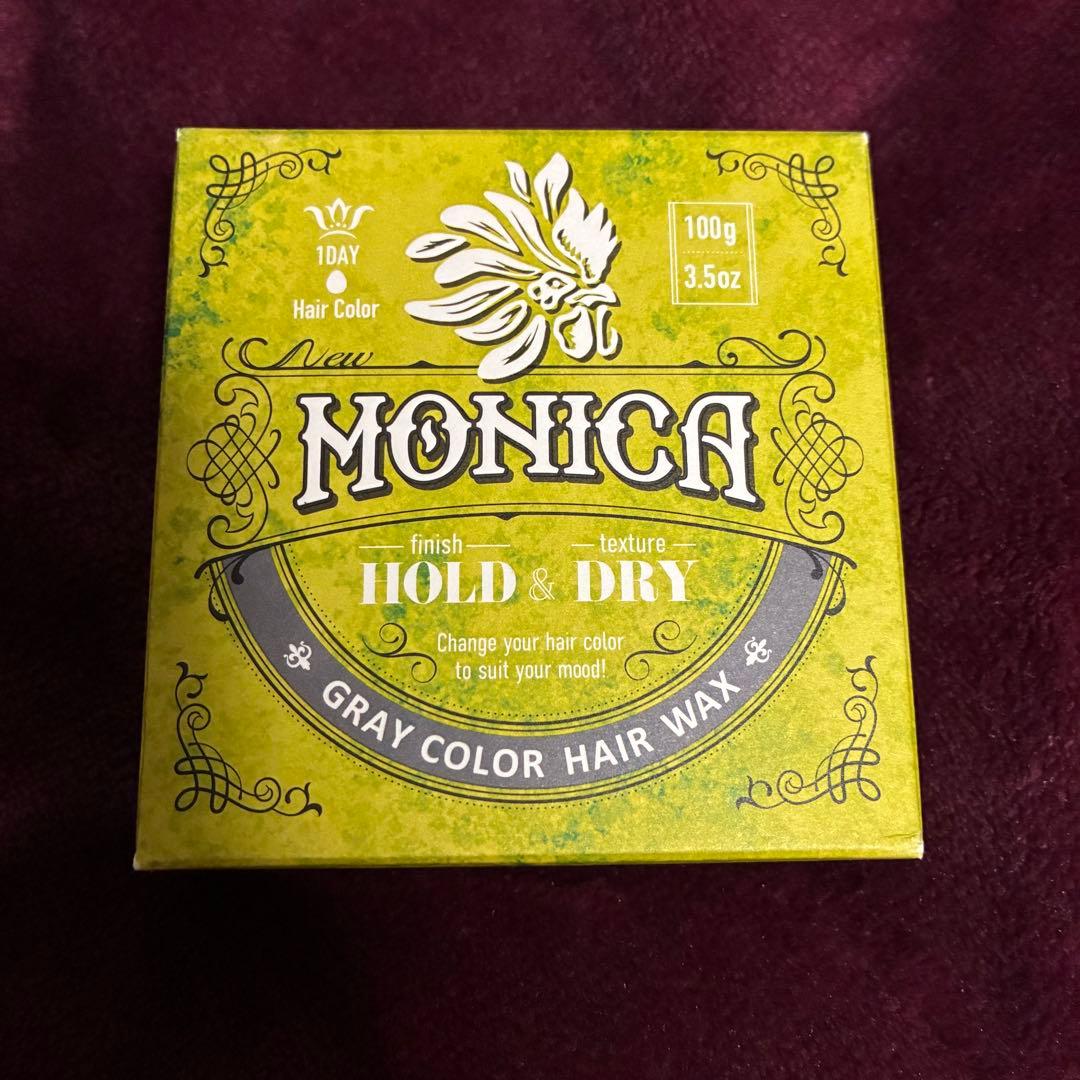 1DAY
Hair Color
100g
3.5oz
New
MONICA
finish
texture
HOLD & DRY
Change your hair color
to suit your mood!
GRAY COLOR HAIR WAX